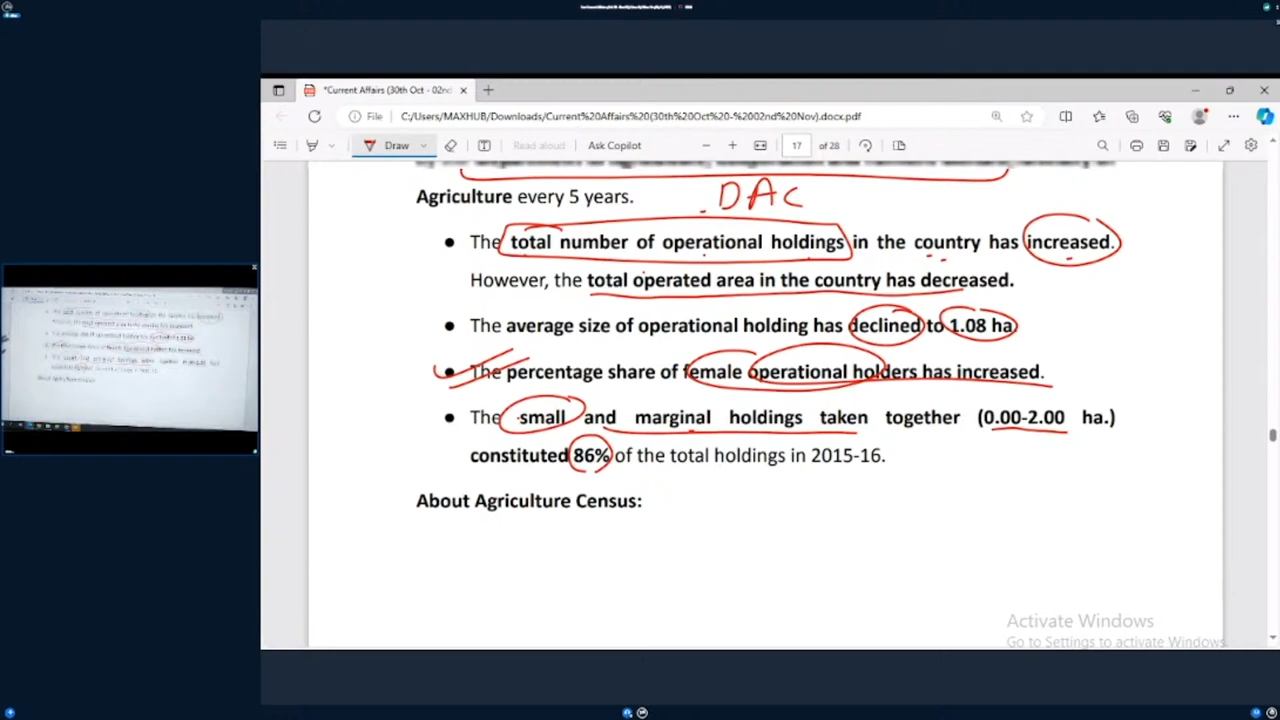 *Current Affairs (30th Oct - 02nd
File C:/Users/MAXHUB/Downloads/Current%20Affairs%20(30th%20Oct%20-%2002nd%20Nov).docx.pdf
Draw Read aloud Ask Copilot 17 of 28
Agriculture every 5 years.
DAC
● The total number of operational holdings in the country has increased.
However, the total operated area in the country has decreased.
● The average size of operational holding has declined to 1.08 ha
● The percentage share of female operational holders has increased.
● The small and marginal holdings taken together (0.00-2.00 ha.)
constituted 86% of the total holdings in 2015-16.
About Agriculture Census:
Activate Windows
Go to Settings to activate Windows